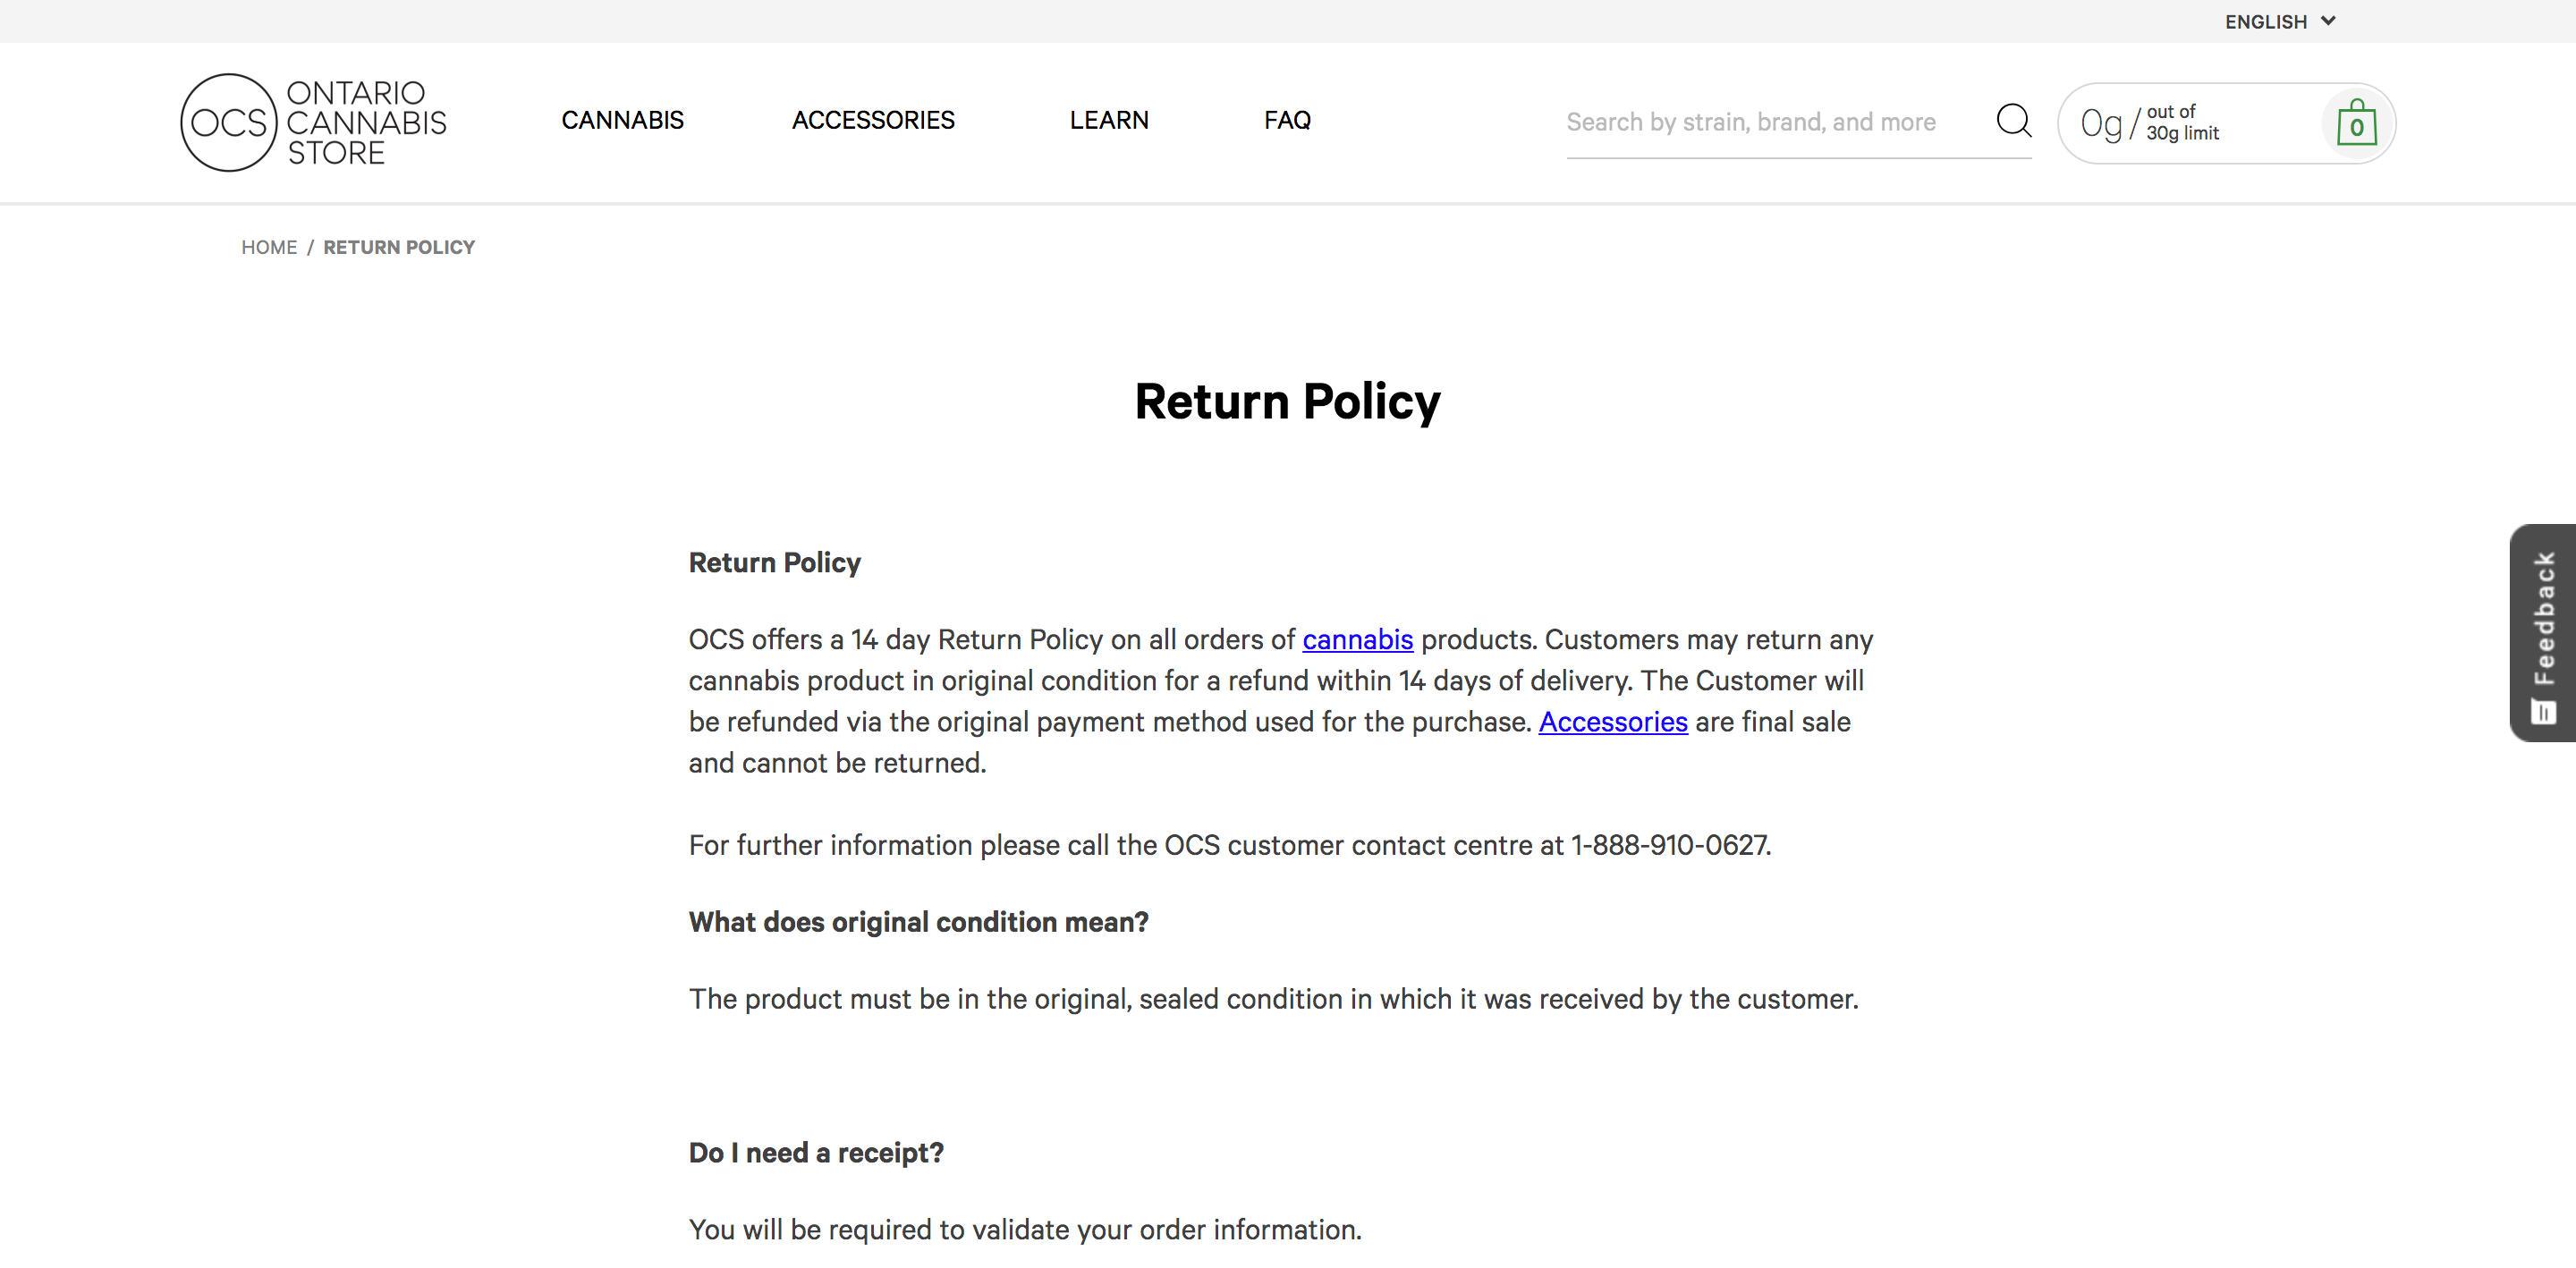 ENGLISH
OCS ONTARIO
CANNABIS
STORE
CANNABIS ACCESSORIES LEARN FAQ
Search by strain, brand, and more
0g / out of
30g limit
0
HOME / RETURN POLICY
Return Policy
Return Policy
OCS offers a 14 day Return Policy on all orders of cannabis products. Customers may return any
cannabis product in original condition for a refund within 14 days of delivery. The Customer will
be refunded via the original payment method used for the purchase. Accessories are final sale
and cannot be returned.
For further information please call the OCS customer contact centre at 1-888-910-0627.
What does original condition mean?
The product must be in the original, sealed condition in which it was received by the customer.
Do I need a receipt?
You will be required to validate your order information.
Feedback